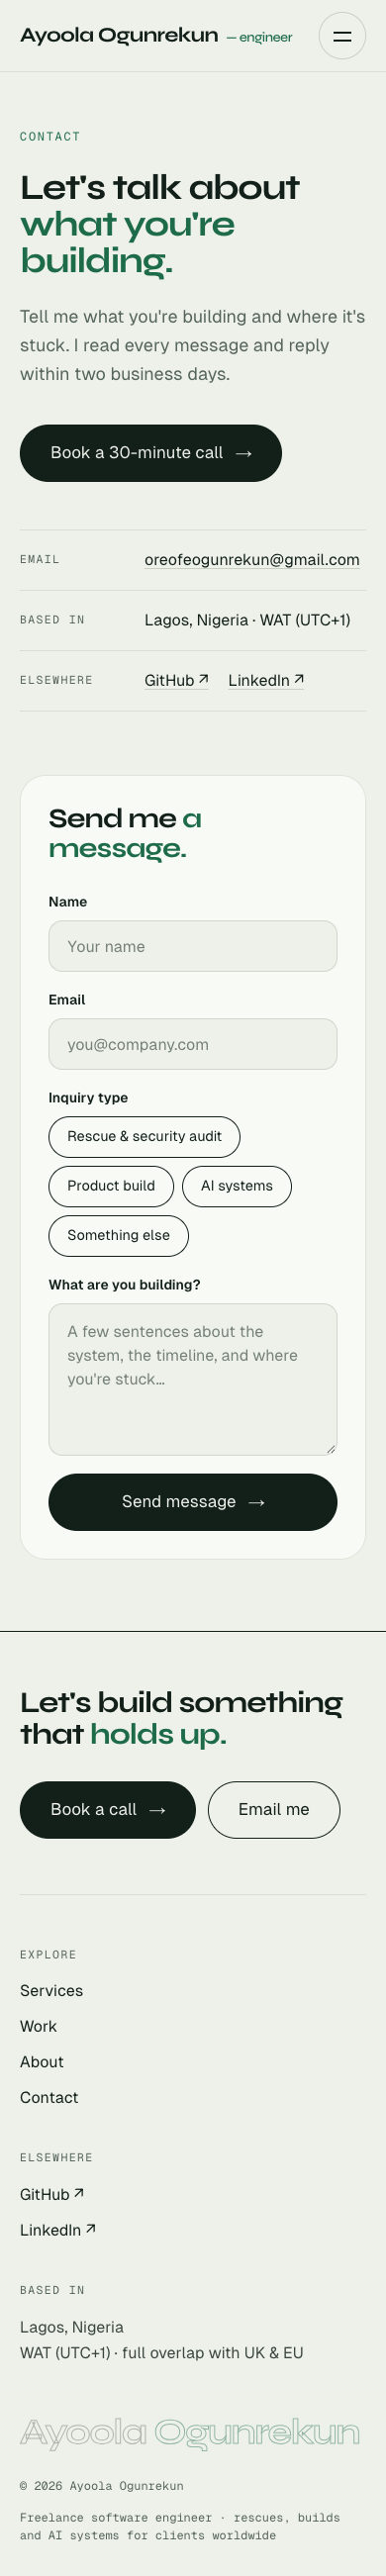 Ayoola Ogunrekun — engineer
CONTACT
Let's talk about
what you're
building.
Tell me what you're building and where it's
stuck. I read every message and reply
within two business days.
Book a 30-minute call →
EMAIL oreofeogunrekun@gmail.com
BASED IN Lagos, Nigeria · WAT (UTC+1)
ELSEWHERE GitHub ↗ LinkedIn ↗
Send me a
message.
Name
Your name
Email
you@company.com
Inquiry type
Rescue & security audit
Product build AI systems
Something else
What are you building?
A few sentences about the
system, the timeline, and where
you're stuck…
Send message →
Let's build something
that holds up.
Book a call → Email me
EXPLORE
Services
Work
About
Contact
ELSEWHERE
GitHub ↗
LinkedIn ↗
BASED IN
Lagos, Nigeria
WAT (UTC+1) · full overlap with UK & EU
Ayoola Ogunrekun
© 2026 Ayoola Ogunrekun
Freelance software engineer · rescues, builds
and AI systems for clients worldwide